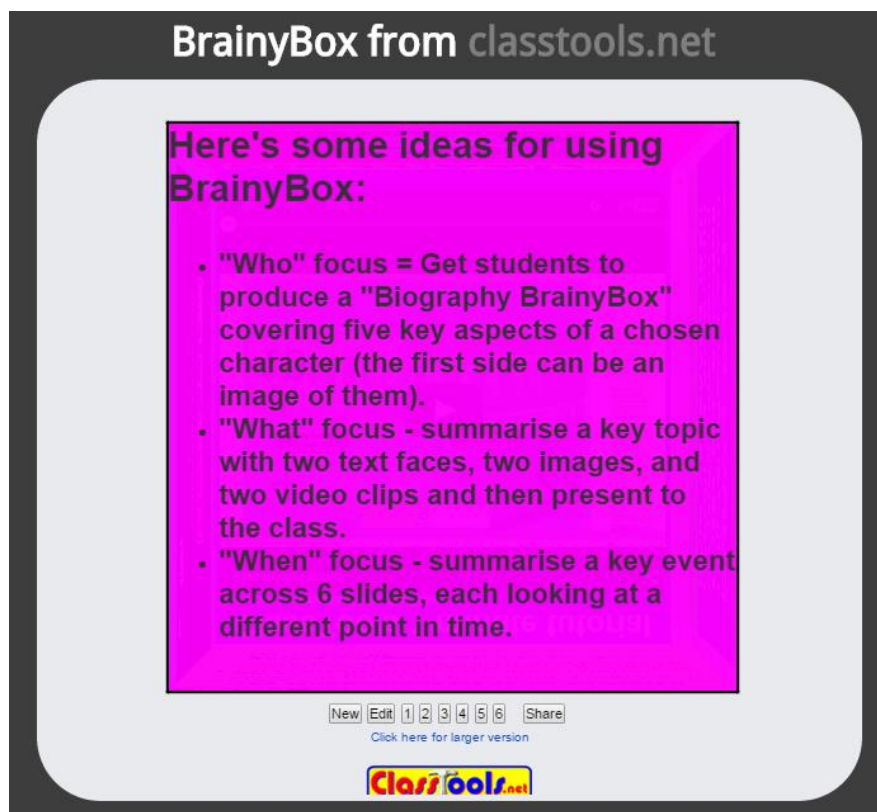 BrainyBox from classtools.net
Here's some ideas for using
BrainyBox:
• "Who" focus = Get students to
produce a "Biography BrainyBox"
covering five key aspects of a chosen
character (the first side can be an
image of them).
• "What" focus - summarise a key topic
with two text faces, two images, and
two video clips and then present to
the class.
• "When" focus - summarise a key event
across 6 slides, each looking at a
different point in time.
tutorial
New Edit 1 2 3 4 5 6 Share
Click here for larger version
ClassTools.net